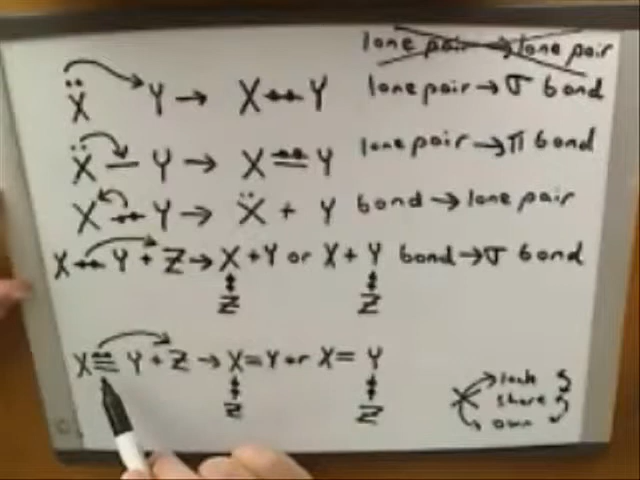 lone pair → lone pair
Ẍ Y → X ↔ Y lone pair → σ bond
Ẍ — Y → X = Y lone pair → π bond
X — Y → Ẍ + Y bond → lone pair
X — Y + Z → X + Y or X + Y bond → σ bond
Z Z
X ≡ Y + Z → X = Y or X = Y
Z Z
X lack
share
own